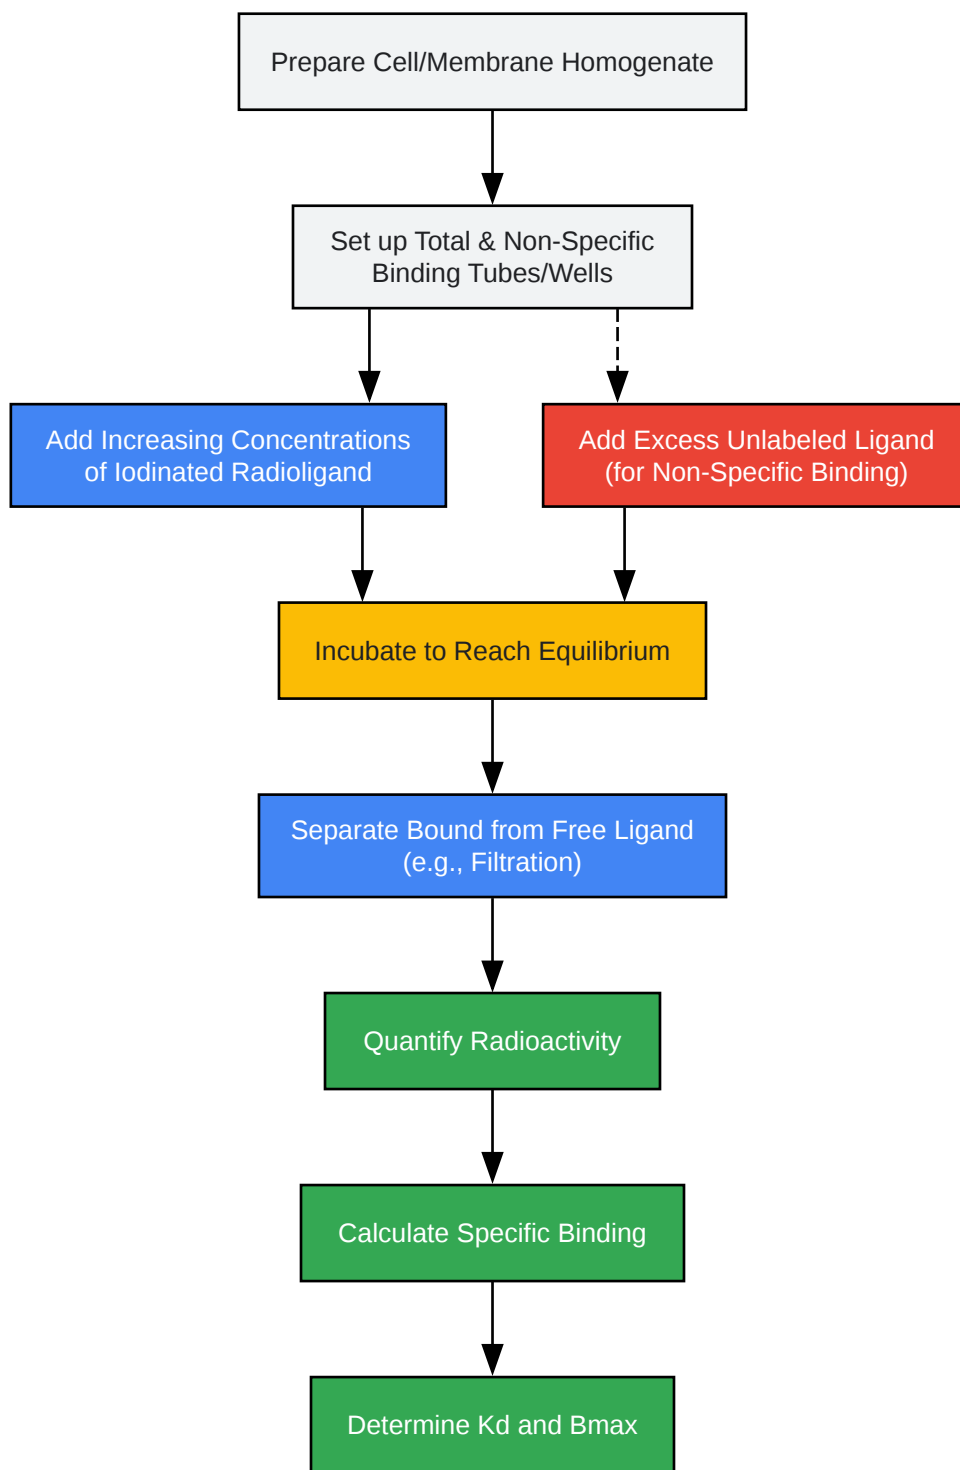 Prepare Cell/Membrane Homogenate
Set up Total & Non-Specific
Binding Tubes/Wells
Add Increasing Concentrations
of Iodinated Radioligand
Add Excess Unlabeled Ligand
(for Non-Specific Binding)
Incubate to Reach Equilibrium
Separate Bound from Free Ligand
(e.g., Filtration)
Quantify Radioactivity
Calculate Specific Binding
Determine Kd and Bmax